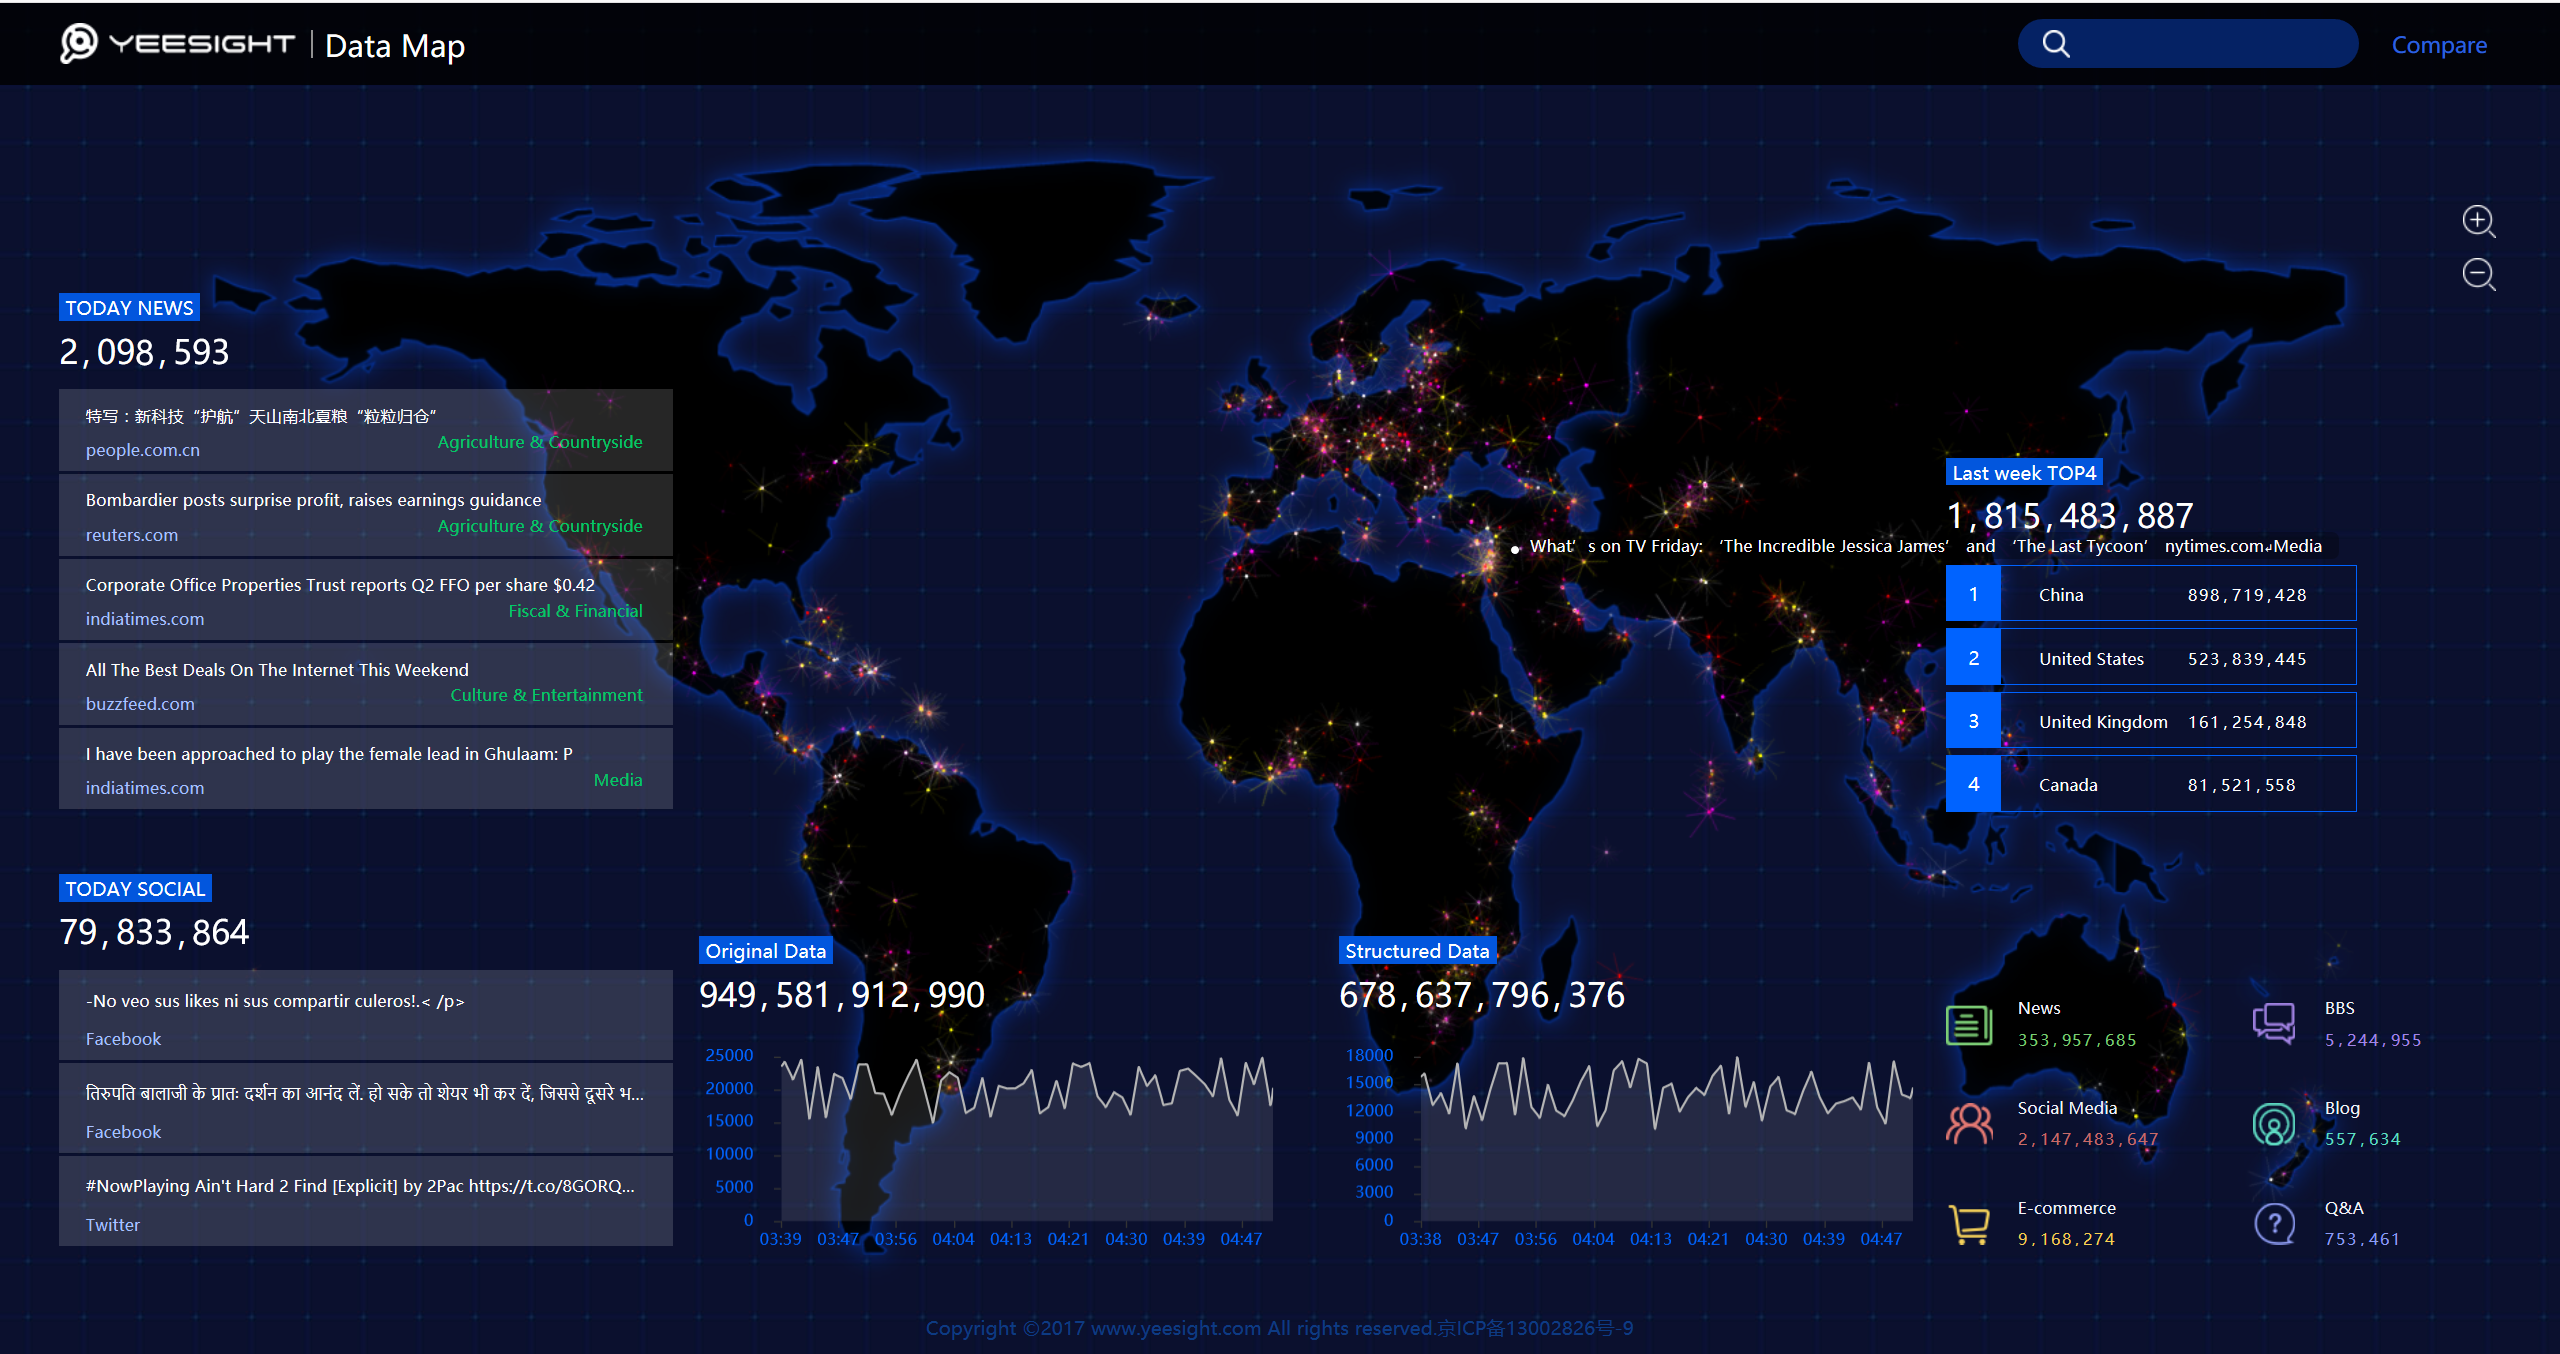 YEESIGHT | Data Map
Compare
TODAY NEWS
2,098,593
特写：新科技“护航”天山南北夏粮“粒粒归仓”
people.com.cn
Agriculture & Countryside
Bombardier posts surprise profit, raises earnings guidance
reuters.com
Agriculture & Countryside
Corporate Office Properties Trust reports Q2 FFO per share $0.42
indiatimes.com
Fiscal & Financial
All The Best Deals On The Internet This Weekend
buzzfeed.com
Culture & Entertainment
I have been approached to play the female lead in Ghulaam: P
indiatimes.com
Media
TODAY SOCIAL
79,833,864
-No veo sus likes ni sus compartir culeros!.< /p>
Facebook
तिरुपति बालाजी के प्रातः दर्शन का आनंद लें. हो सके तो शेयर भी कर दें, जिससे दूसरे भ...
Facebook
#NowPlaying Ain't Hard 2 Find [Explicit] by 2Pac https://t.co/8GORQ...
Twitter
Original Data
949,581,912,990
25000
20000
15000
10000
5000
0
03:39 03:47 03:56 04:04 04:13 04:21 04:30 04:39 04:47
Structured Data
678,637,796,376
18000
15000
12000
9000
6000
3000
0
03:38 03:47 03:56 04:04 04:13 04:21 04:30 04:39 04:47
Last week TOP4
1,815,483,887
What’s on TV Friday: ‘The Incredible Jessica James’ and ‘The Last Tycoon’ nytimes.com Media
1 China 898,719,428
2 United States 523,839,445
3 United Kingdom 161,254,848
4 Canada 81,521,558
News
353,957,685
BBS
5,244,955
Social Media
2,147,483,647
Blog
557,634
E-commerce
9,168,274
Q&A
753,461
Copyright ©2017 www.yeesight.com All rights reserved.京ICP备13002826号-9